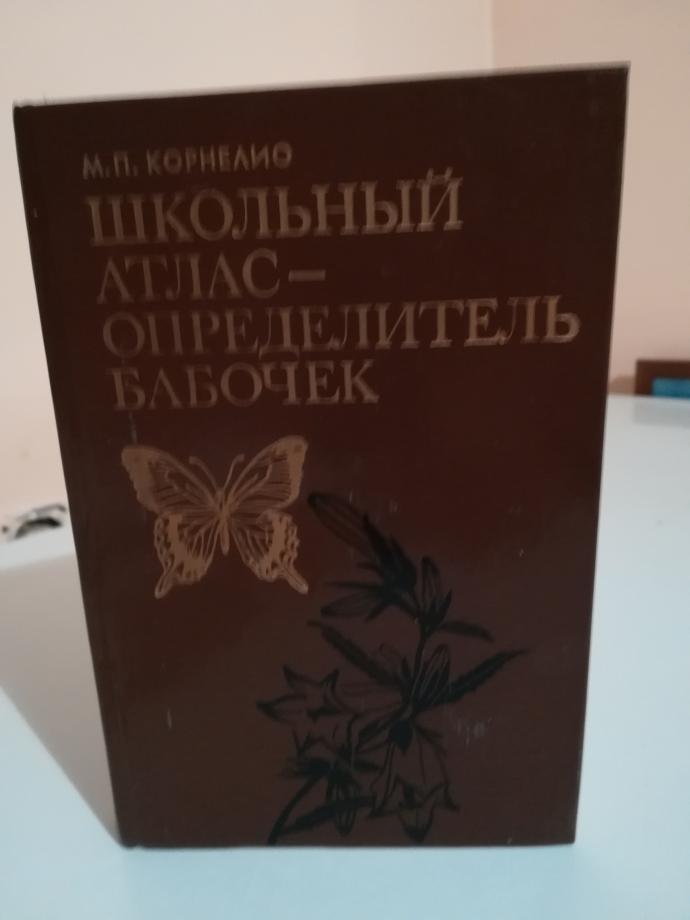 М.П. КОРНЕЛИО
ШКОЛЬНЫЙ
АТЛАС–
ОПРЕДЕЛИТЕЛЬ
БАБОЧЕК